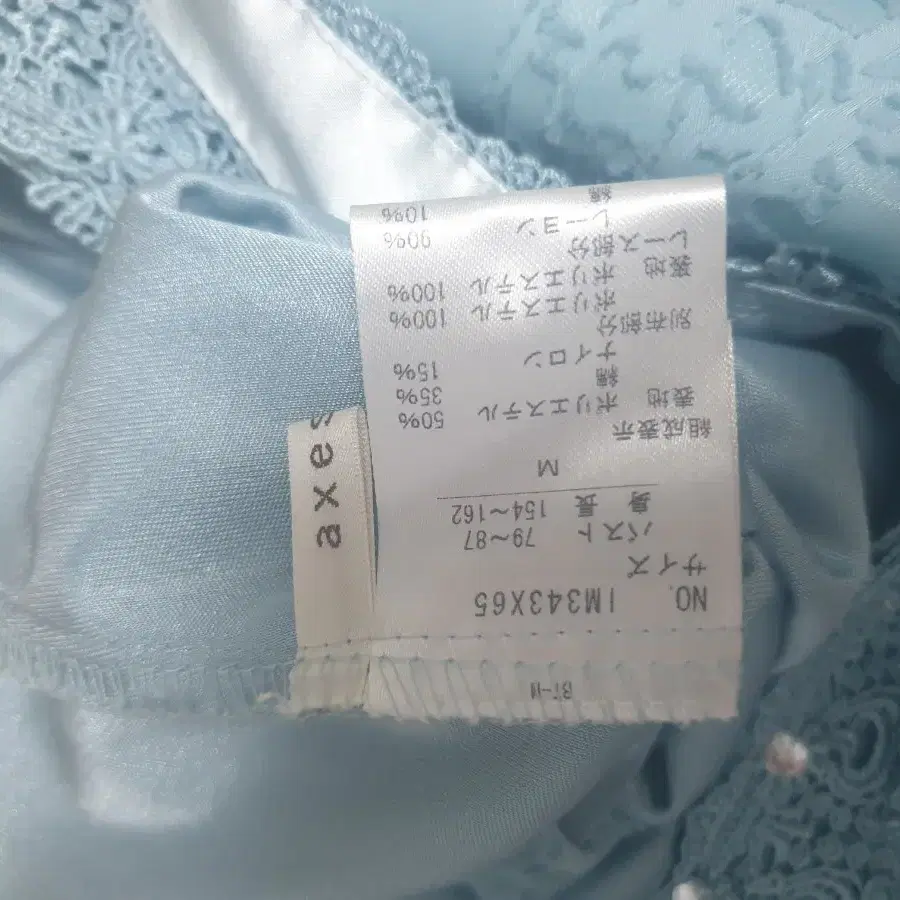 NO. IM343X65
サイズ
バスト 79〜87
身長 154〜162
M
組成表示
表地 ポリエステル 50%
綿 35%
ナイロン 15%
別布部分
ポリエステル 100%
表地 ポリエステル 100%
レース部分
レーヨン 90%
綿 10%
axes